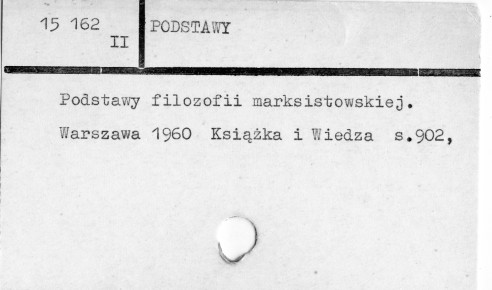 15 162
II
PODSTAWY
Podstawy filozofii marksistowskiej.
Warszawa 1960 Książka i Wiedza s.902,